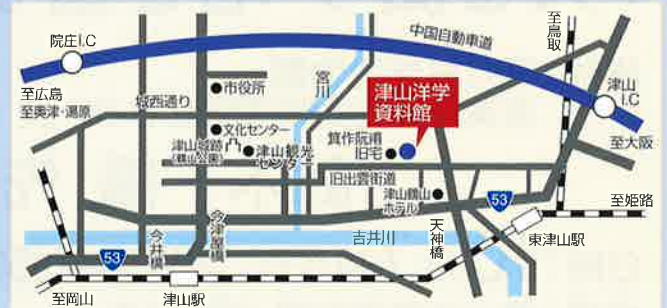 院庄I.C
中国自動車道
至鳥取
至広島
至奥津・湯原
城西通り
市役所
宮川
津山洋学
資料館
津山
I.C
至大阪
文化センター
津山城跡
(鶴山公園)
津山観光
センター
箕作阮甫
旧宅
旧出雲街道
津山鶴山
ホテル
53
至姫路
今井橋
今津屋橋
吉井川
天神橋
東津山駅
53
至岡山
津山駅